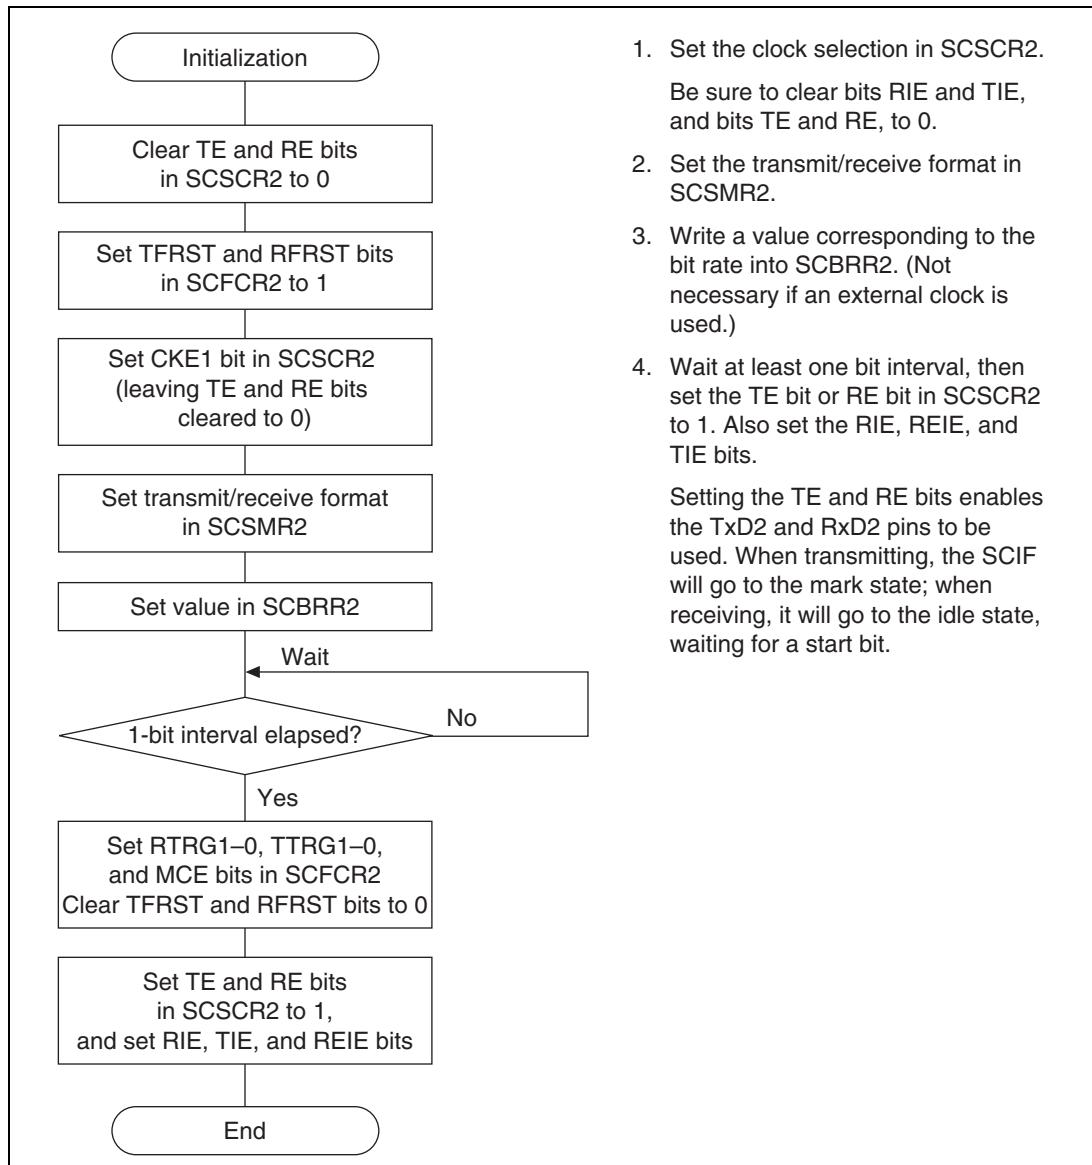 Initialization
Clear TE and RE bits
in SCSCR2 to 0
Set TFRST and RFRST bits
in SCFCR2 to 1
Set CKE1 bit in SCSCR2
(leaving TE and RE bits
cleared to 0)
Set transmit/receive format
in SCSMR2
Set value in SCBRR2
Wait
1-bit interval elapsed?
No
Yes
Set RTRG1–0, TTRG1–0,
and MCE bits in SCFCR2
Clear TFRST and RFRST bits to 0
Set TE and RE bits
in SCSCR2 to 1,
and set RIE, TIE, and REIE bits
End
1. Set the clock selection in SCSCR2.
Be sure to clear bits RIE and TIE,
and bits TE and RE, to 0.
2. Set the transmit/receive format in
SCSMR2.
3. Write a value corresponding to the
bit rate into SCBRR2. (Not
necessary if an external clock is
used.)
4. Wait at least one bit interval, then
set the TE bit or RE bit in SCSCR2
to 1. Also set the RIE, REIE, and
TIE bits.
Setting the TE and RE bits enables
the TxD2 and RxD2 pins to be
used. When transmitting, the SCIF
will go to the mark state; when
receiving, it will go to the idle state,
waiting for a start bit.